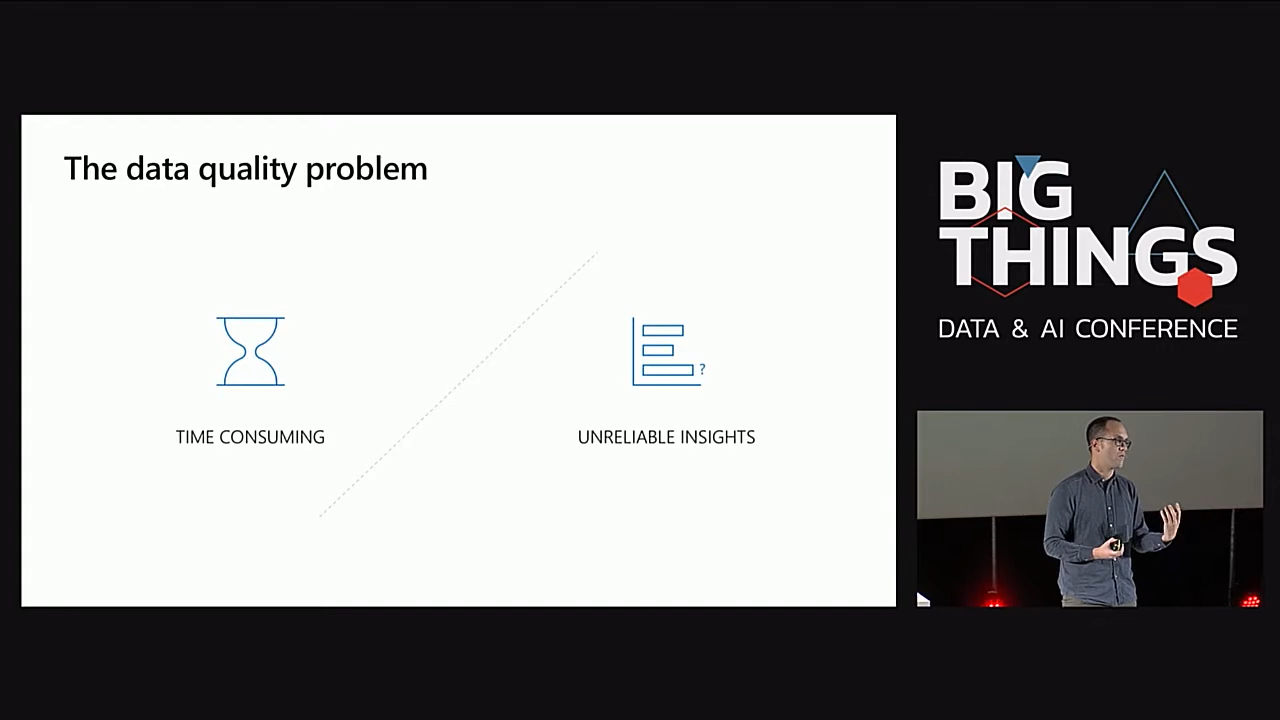 The data quality problem
TIME CONSUMING
?
UNRELIABLE INSIGHTS
BIG
THINGS
DATA & AI CONFERENCE